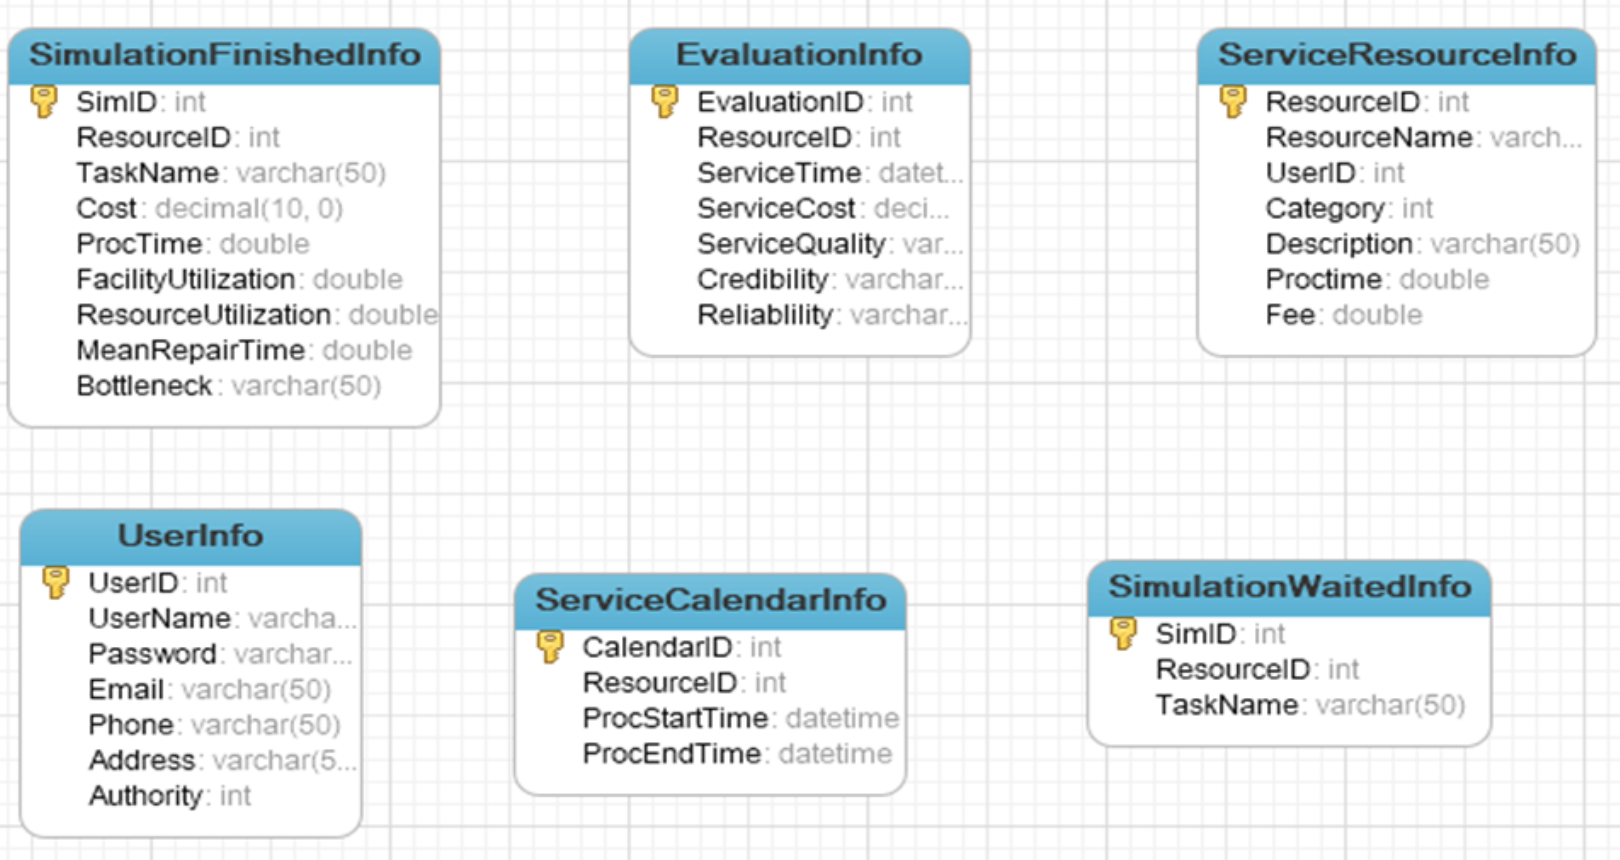 SimulationFinishedInfo
SimID: int
ResourceID: int
TaskName: varchar(50)
Cost: decimal(10, 0)
ProcTime: double
FacilityUtilization: double
ResourceUtilization: double
MeanRepairTime: double
Bottleneck: varchar(50)
EvaluationInfo
EvaluationID: int
ResourceID: int
ServiceTime: datet...
ServiceCost: deci...
ServiceQuality: var...
Credibility: varchar...
Reliablility: varchar...
ServiceResourceInfo
ResourceID: int
ResourceName: varch...
UserID: int
Category: int
Description: varchar(50)
Proctime: double
Fee: double
UserInfo
UserID: int
UserName: varcha...
Password: varchar...
Email: varchar(50)
Phone: varchar(50)
Address: varchar(5...
Authority: int
ServiceCalendarInfo
CalendarID: int
ResourceID: int
ProcStartTime: datetime
ProcEndTime: datetime
SimulationWaitedInfo
SimID: int
ResourceID: int
TaskName: varchar(50)